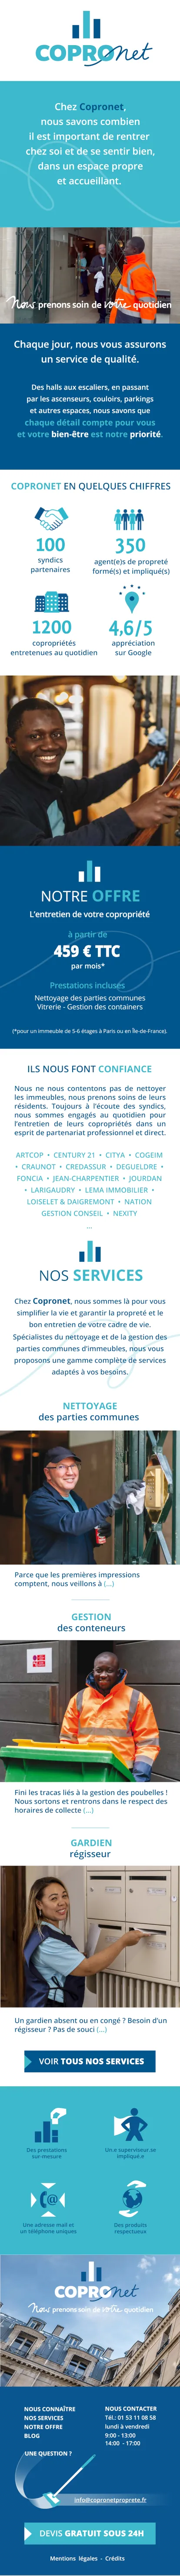 COPRONet
Chez Copronet,
nous savons combien
il est important de rentrer
chez soi et de se sentir bien,
dans un espace propre
et accueillant.
Nous prenons soin de votre quotidien
Chaque jour, nous vous assurons
un service de qualité.
Des halls aux escaliers, en passant
par les ascenseurs, couloirs, parkings
et autres espaces, nous savons que
chaque détail compte pour vous
et votre bien-être est notre priorité.
COPRONET EN QUELQUES CHIFFRES
100
syndics
partenaires
350
agent(e)s de propreté
formé(s) et impliqué(s)
1200
copropriétés
entretenues au quotidien
4,6/5
appréciation
sur Google
NOTRE OFFRE
L'entretien de votre copropriété
à partir de
459 € TTC
par mois*
Prestations incluses
Nettoyage des parties communes
Vitrerie - Gestion des containers
(*pour un immeuble de 5-6 étages à Paris ou en Île-de-France).
ILS NOUS FONT CONFIANCE
Nous ne nous contentons pas de nettoyer
les immeubles, nous prenons soin de leurs
résidents. Toujours à l'écoute des syndics,
nous sommes engagés au quotidien pour
l'entretien de leurs copropriétés dans un
esprit de partenariat professionnel et direct.
ARTCOP • CENTURY 21 • CITYA • COGEIM
• CRAUNOT • CREDASSUR • DEGUELDRE •
FONCIA • JEAN-CHARPENTIER • JOURDAN
• LARIGAUDRY • LEMA IMMOBILIER •
LOISELET & DAIGREMONT • NATION
GESTION CONSEIL • NEXITY
...
NOS SERVICES
Chez Copronet, nous sommes là pour vous
simplifier la vie et garantir la propreté et le
bon entretien de votre cadre de vie.
Spécialistes du nettoyage et de la gestion des
parties communes d'immeubles, nous vous
proposons une gamme complète de services
adaptés à vos besoins.
NETTOYAGE
des parties communes
Parce que les premières impressions
comptent, nous veillons à (...)
GESTION
des conteneurs
Fini les tracas liés à la gestion des poubelles !
Nous sortons et rentrons dans le respect des
horaires de collecte (...)
GARDIEN
régisseur
Un gardien absent ou en congé ? Besoin d'un
régisseur ? Pas de souci (...)
VOIR TOUS NOS SERVICES
Des prestations
sur-mesure
Un.e superviseur.se
impliqué.e
Une adresse mail et
un téléphone uniques
Des produits
respectueux
COPRONet
Nous prenons soin de votre quotidien
NOUS CONNAÎTRE
NOS SERVICES
NOTRE OFFRE
BLOG
NOUS CONTACTER
Tél.: 01 53 11 08 58
lundi à vendredi
9:00 - 13:00
14:00 - 17:00
UNE QUESTION ?
info@copronetproprete.fr
DEVIS GRATUIT SOUS 24H
Mentions légales - Crédits